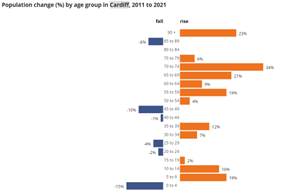 Population change (%) by age group in Cardiff, 2011 to 2021
fall rise
90 + 23%
-6% 85 to 89
80 to 84
75 to 79 6%
70 to 74 34%
65 to 69 21%
60 to 64 9%
55 to 59 19%
50 to 54 4%
-10% 45 to 49
-1% 40 to 44
35 to 39 12%
30 to 34 7%
-4% 25 to 29
-2% 20 to 24
15 to 19 2%
10 to 14 16%
5 to 9 19%
-15% 0 to 4